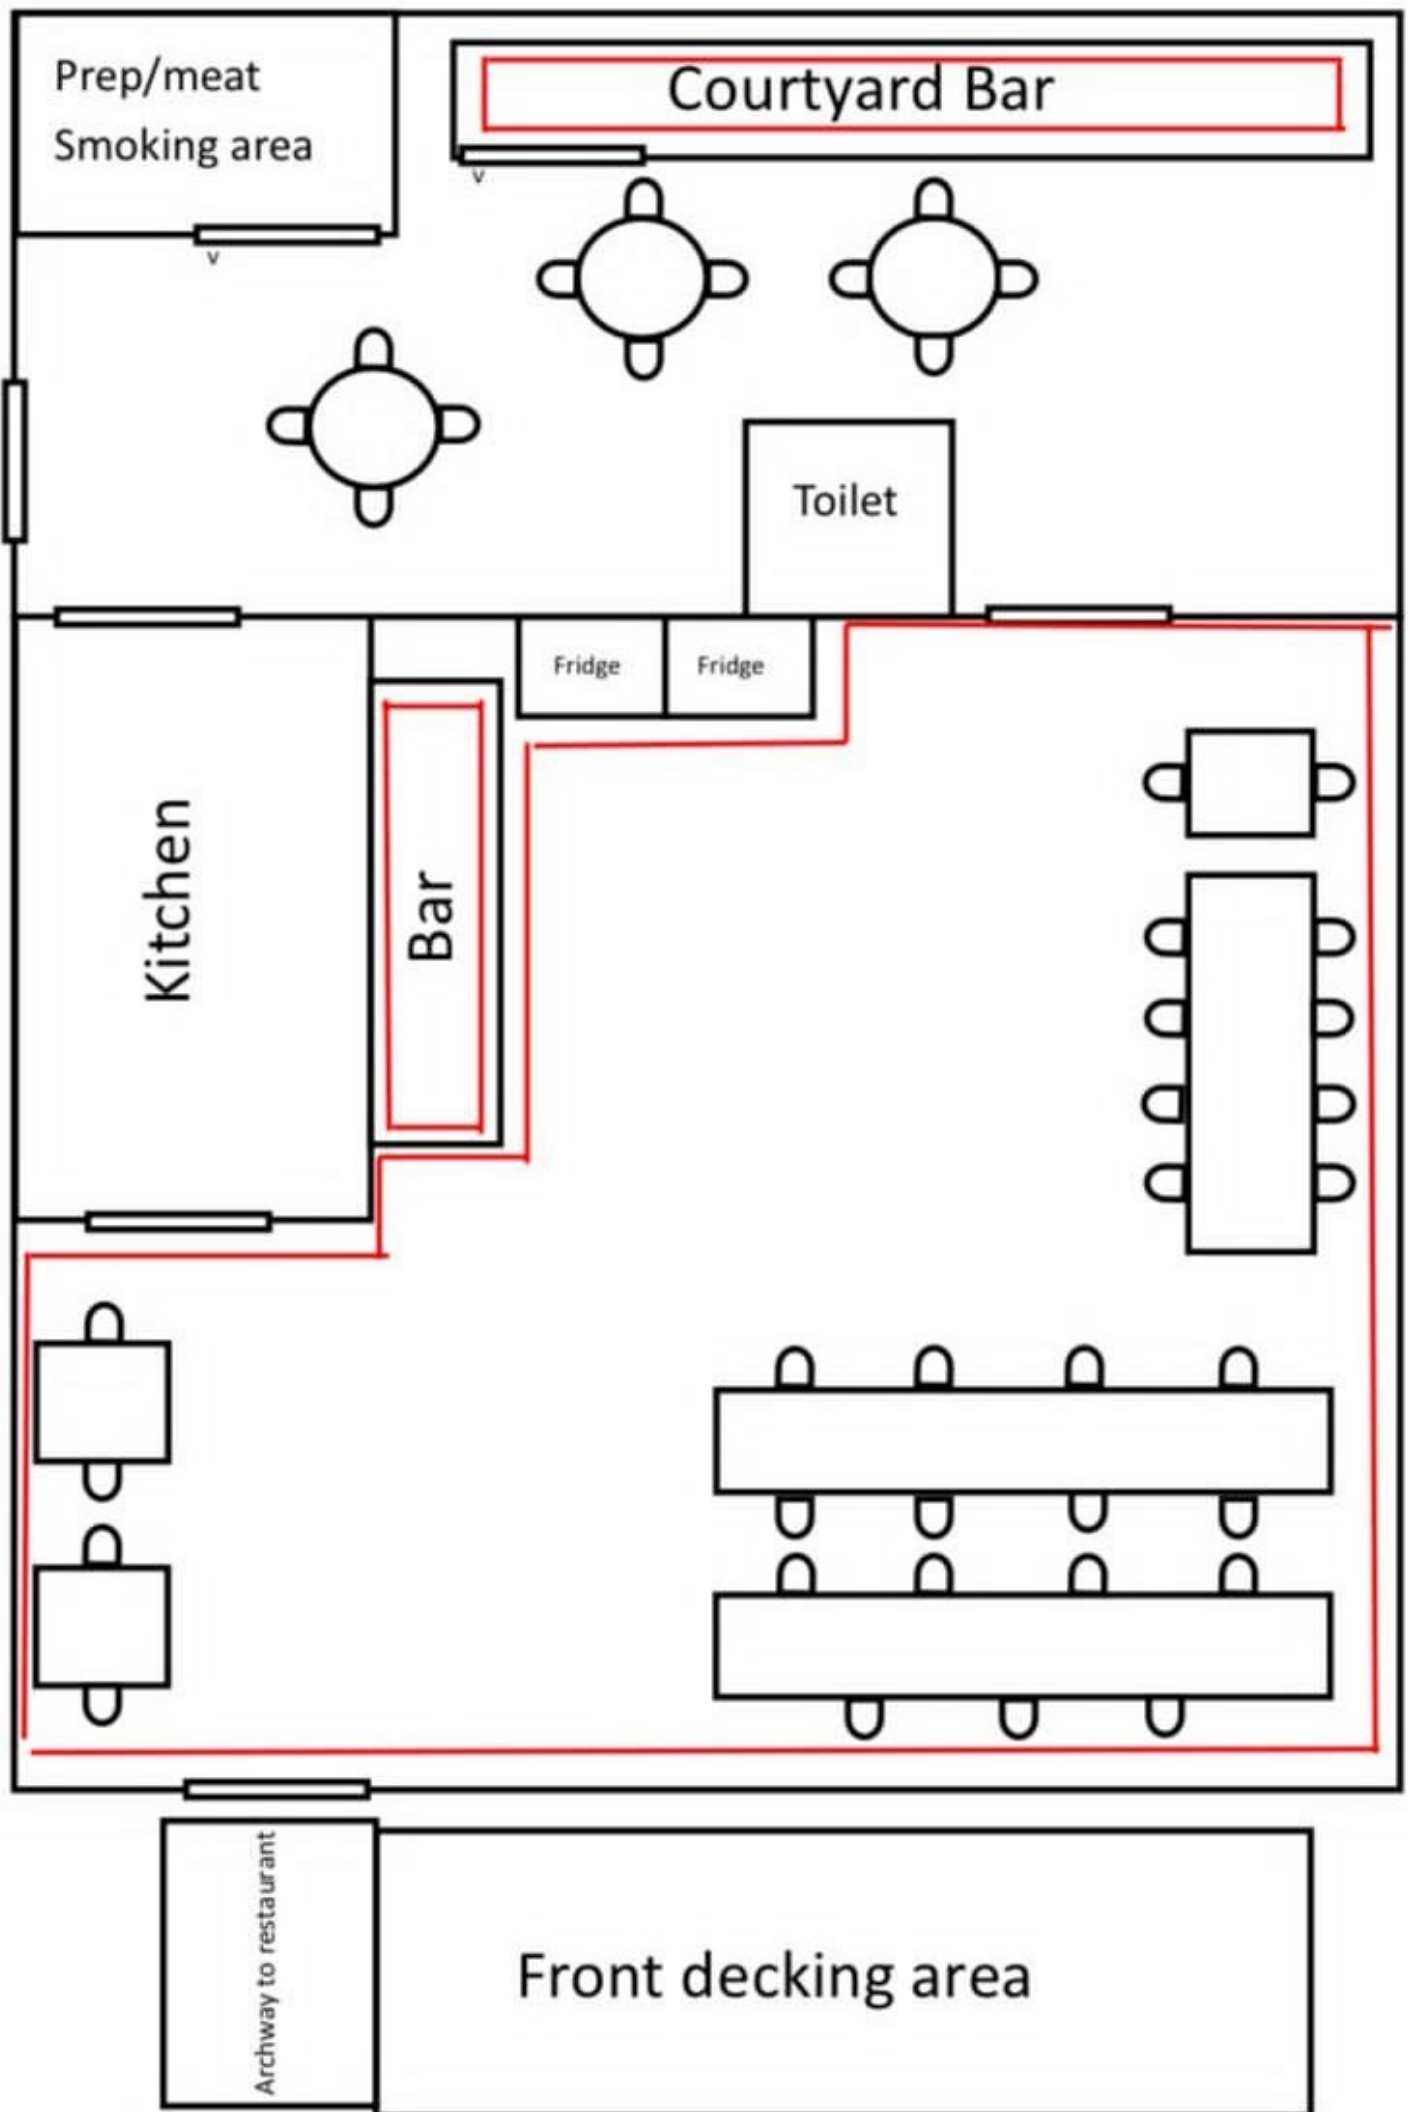 Prep/meat
Smoking area
Courtyard Bar
v
v
Toilet
Fridge
Fridge
Kitchen
Bar
Archway to restaurant
Front decking area